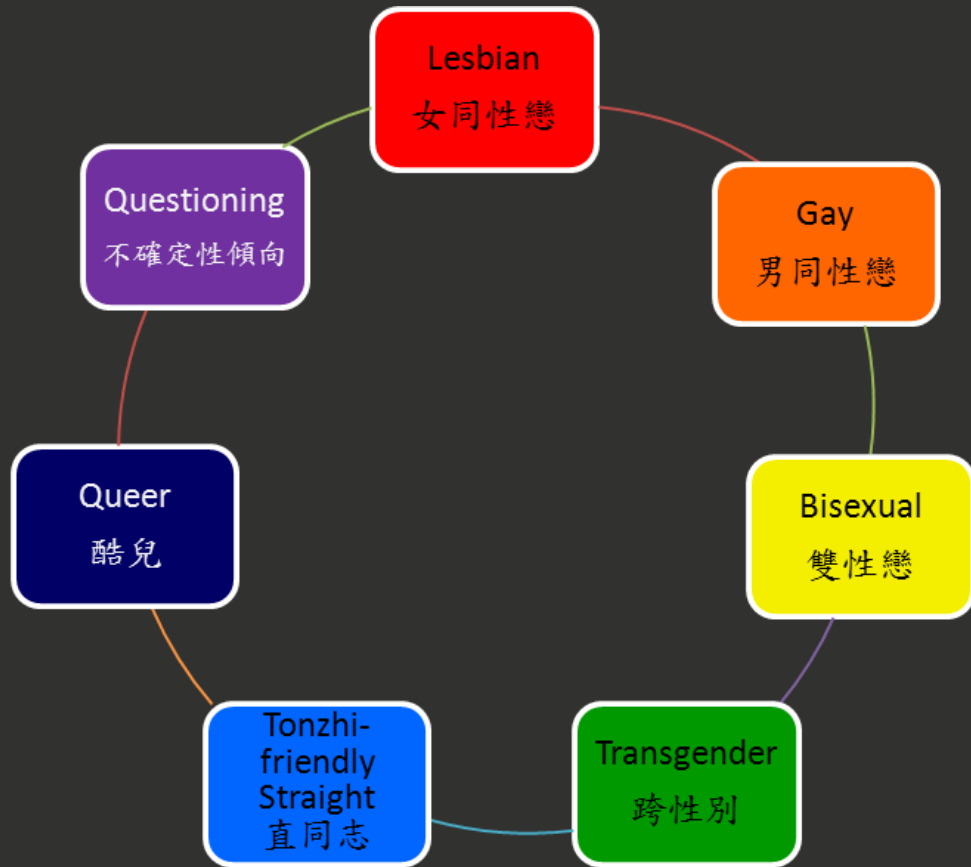 Lesbian
女同性戀
Gay
男同性戀
Bisexual
雙性戀
Transgender
跨性別
Tonzhi-
friendly
Straight
直同志
Queer
酷兒
Questioning
不確定性傾向